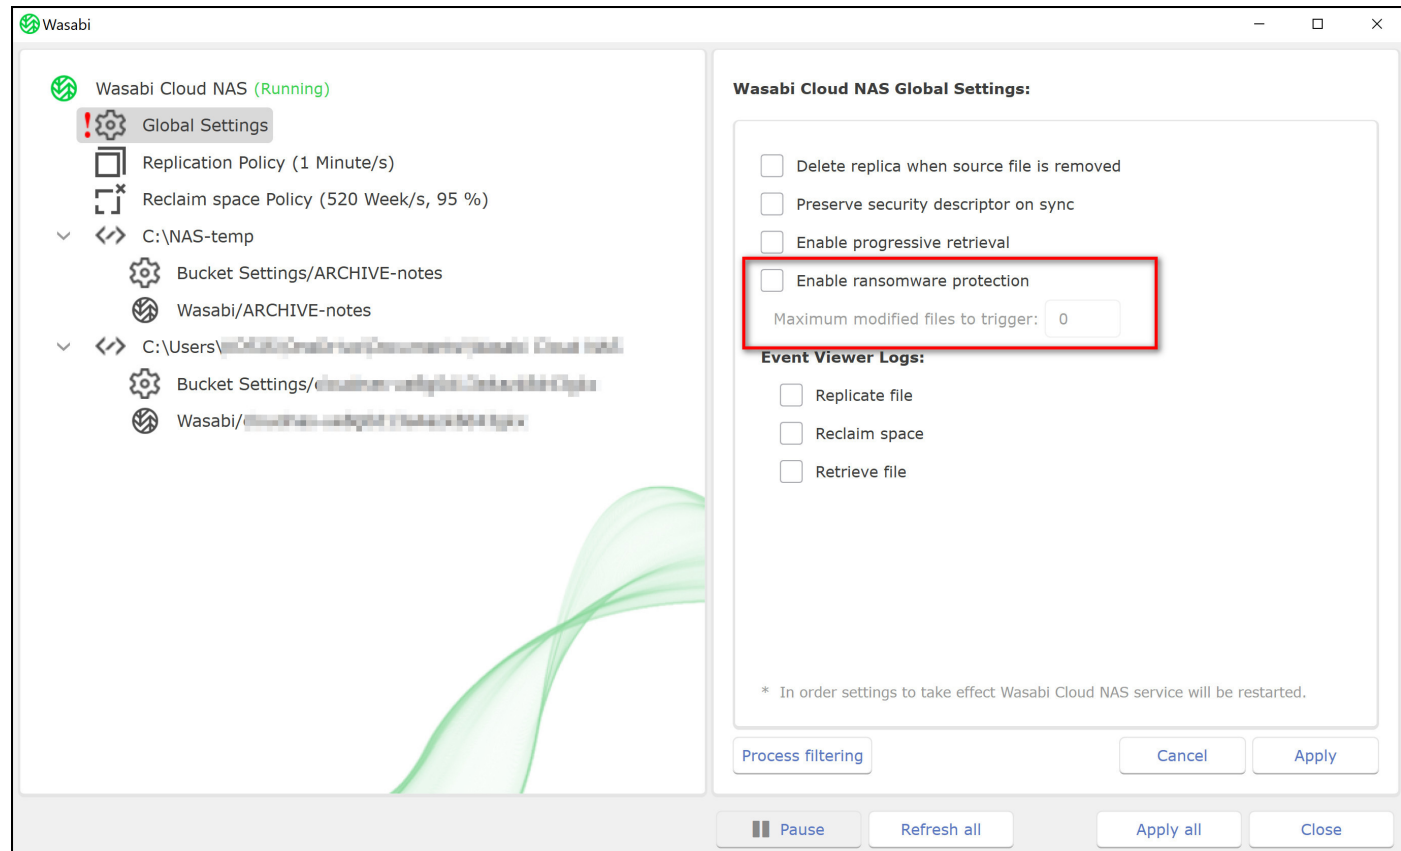 Wasabi
Wasabi Cloud NAS (Running)
! Global Settings
Replication Policy (1 Minute/s)
Reclaim space Policy (520 Week/s, 95 %)
C:\NAS-temp
Bucket Settings/ARCHIVE-notes
Wasabi/ARCHIVE-notes
C:\Users\
Bucket Settings/
Wasabi/
Wasabi Cloud NAS Global Settings:
Delete replica when source file is removed
Preserve security descriptor on sync
Enable progressive retrieval
Enable ransomware protection
Maximum modified files to trigger: 0
Event Viewer Logs:
Replicate file
Reclaim space
Retrieve file
* In order settings to take effect Wasabi Cloud NAS service will be restarted.
Process filtering Cancel Apply
Pause Refresh all Apply all Close